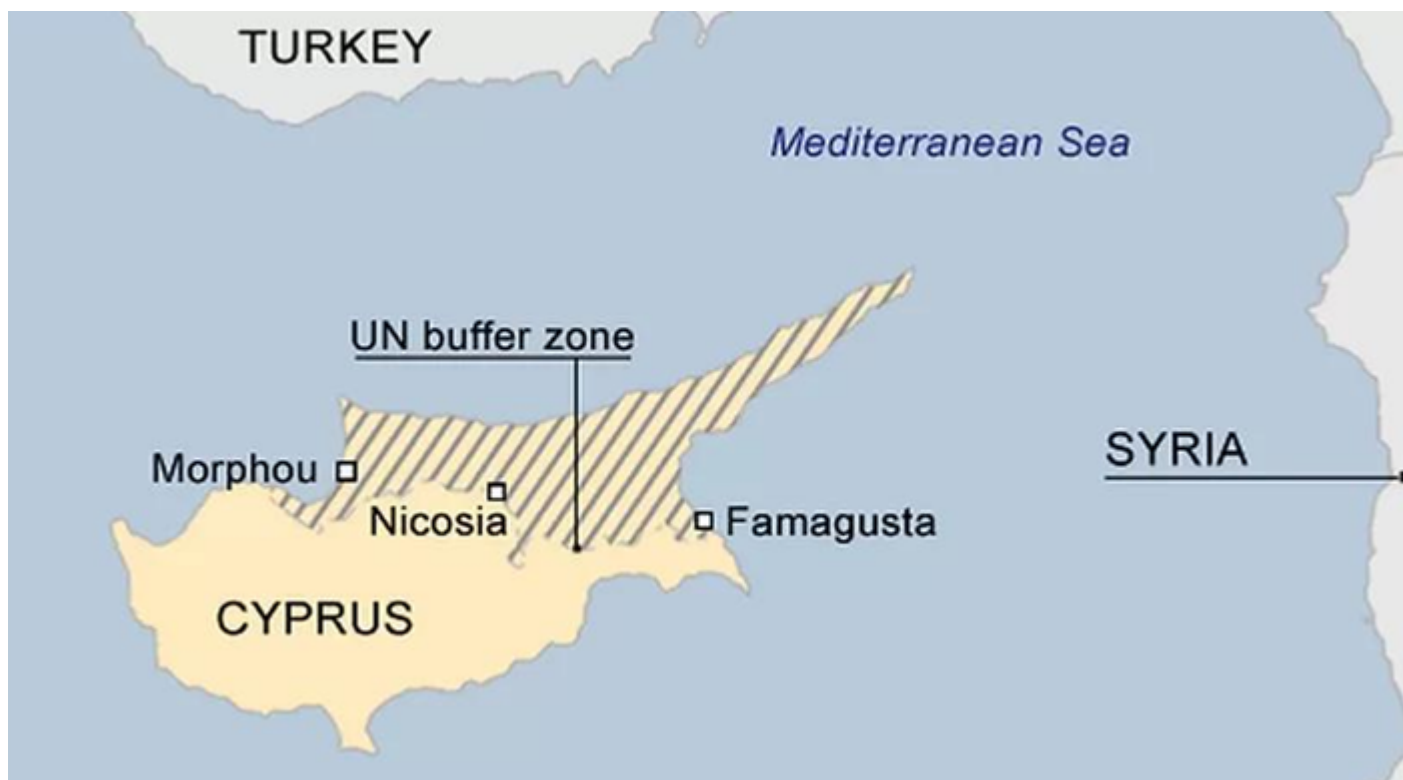 TURKEY
Mediterranean Sea
UN buffer zone
Morphou
SYRIA
Nicosia
Famagusta
CYPRUS